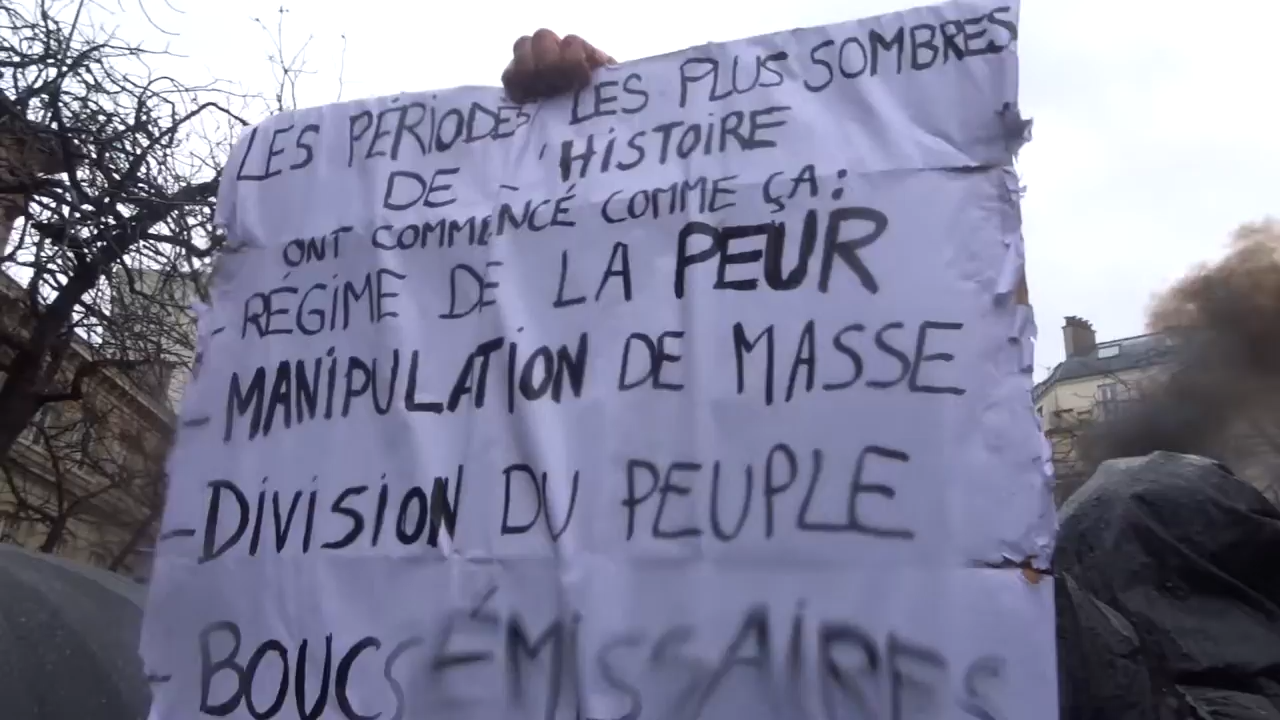 LES PÉRIODES LES PLUS SOMBRES
DE 'HISTOIRE
ONT COMMENCÉ COMME ÇA:
- RÉGIME DE LA PEUR
- MANIPULATION DE MASSE
- DIVISION DU PEUPLE
- BOUCS ÉMISSAIRES